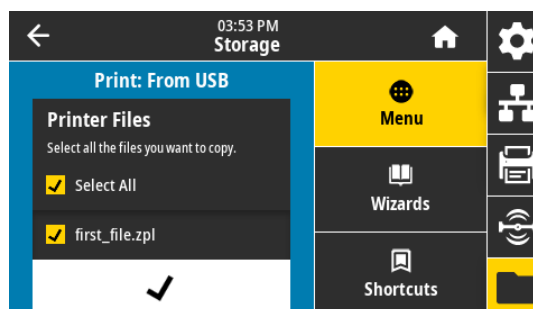 03:53 PM
Storage
Print: From USB
Printer Files
Select all the files you want to copy.
Select All
first_file.zpl
Menu
Wizards
Shortcuts